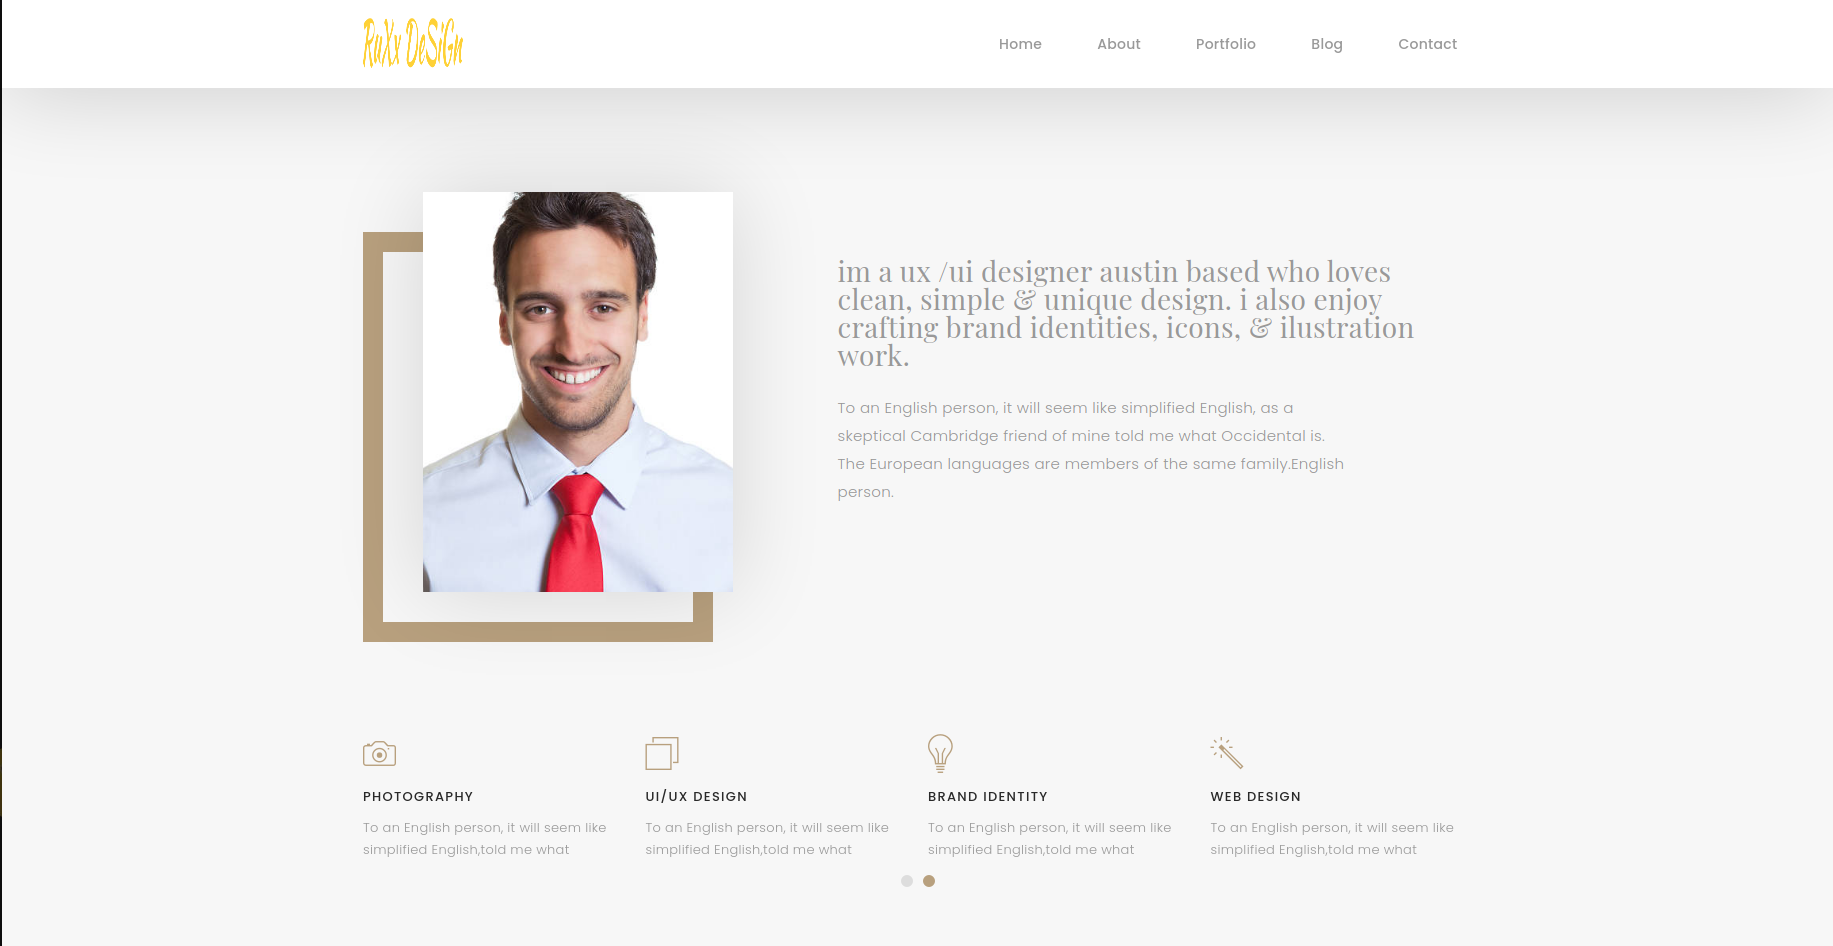 RuXx DeSiGn
Home About Portfolio Blog Contact
im a ux /ui designer austin based who loves
clean, simple & unique design. i also enjoy
crafting brand identities, icons, & ilustration
work.
To an English person, it will seem like simplified English, as a
skeptical Cambridge friend of mine told me what Occidental is.
The European languages are members of the same family.English
person.
PHOTOGRAPHY
To an English person, it will seem like
simplified English,told me what
UI/UX DESIGN
To an English person, it will seem like
simplified English,told me what
BRAND IDENTITY
To an English person, it will seem like
simplified English,told me what
WEB DESIGN
To an English person, it will seem like
simplified English,told me what